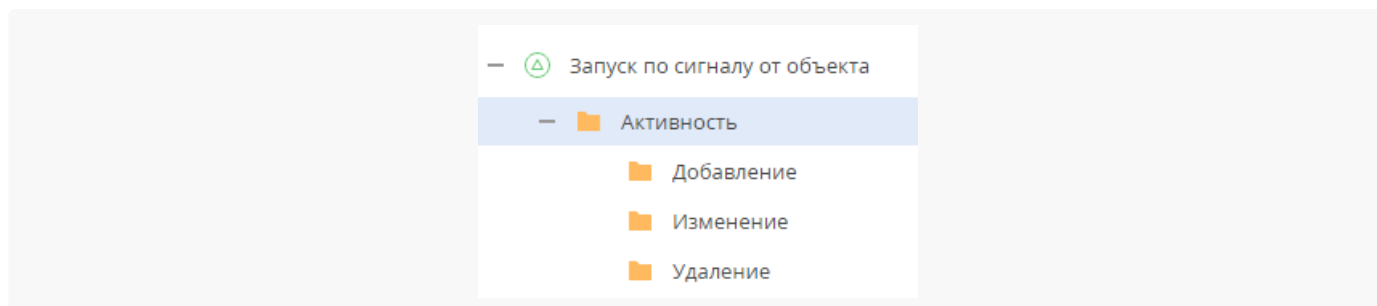 Запуск по сигналу от объекта
Активность
Добавление
Изменение
Удаление